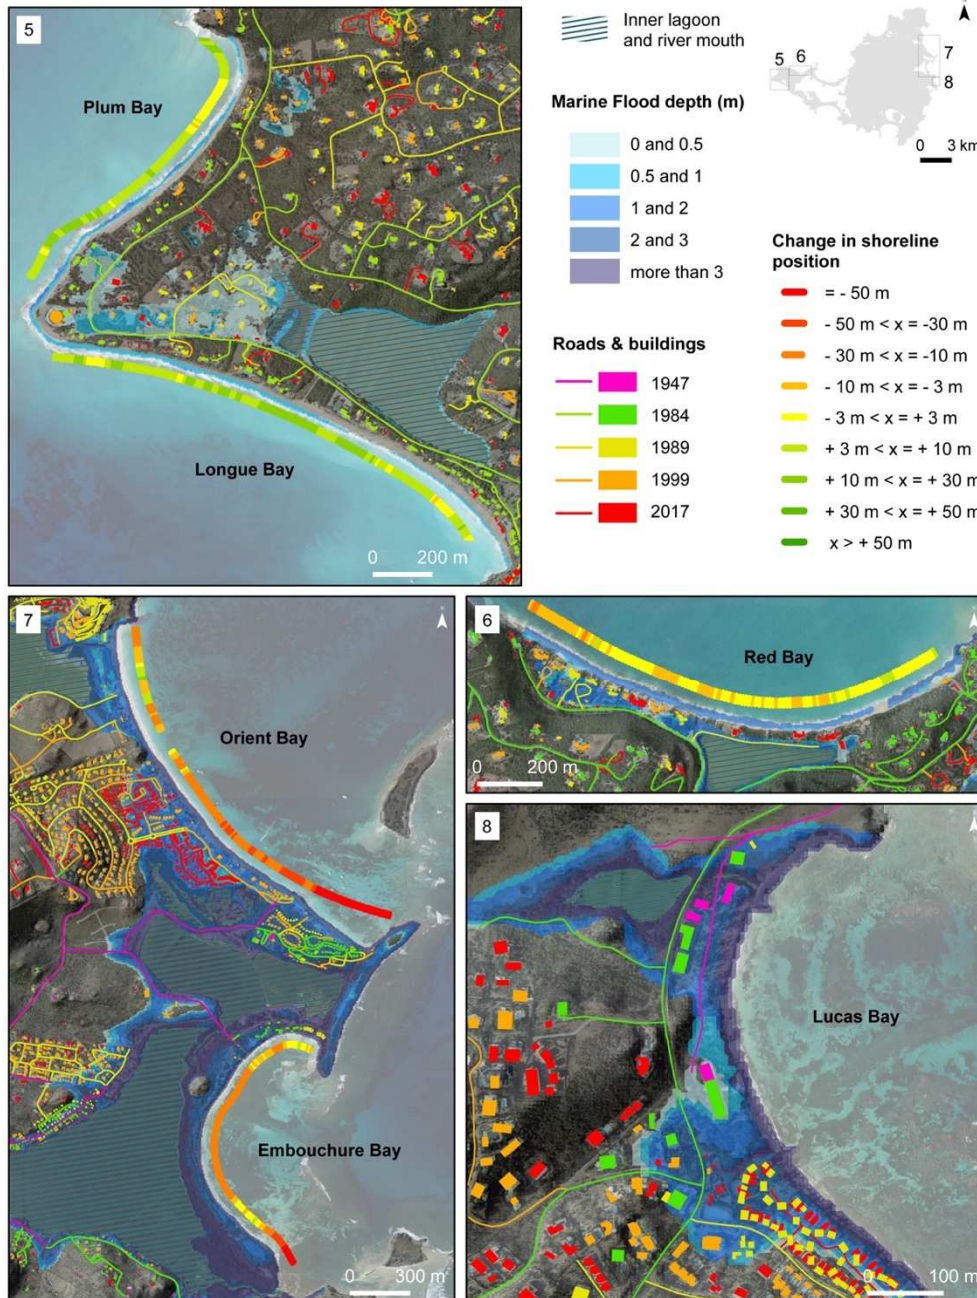 5
Plum Bay
Longue Bay
0 200 m
Inner lagoon
and river mouth
Marine Flood depth (m)
0 and 0.5
0.5 and 1
1 and 2
2 and 3
more than 3
Roads & buildings
1947
1984
1989
1999
2017
5 6
7
8
0 3 km
Change in shoreline
position
= - 50 m
- 50 m < x = -30 m
- 30 m < x = -10 m
- 10 m < x = - 3 m
- 3 m < x = + 3 m
+ 3 m < x = + 10 m
+ 10 m < x = + 30 m
+ 30 m < x = + 50 m
x > + 50 m
7
Orient Bay
Embouchure Bay
0 300 m
6
Red Bay
0 200 m
8
Lucas Bay
0 100 m